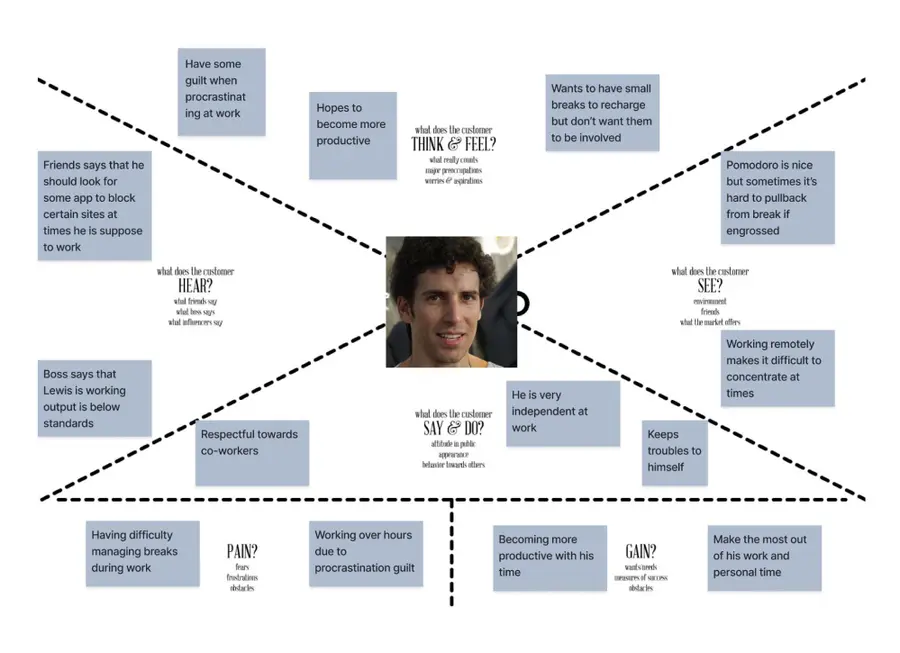 Have some
guilt when
procrastinat
ing at work
Hopes to
become more
productive
what does the customer
THINK & FEEL?
what really counts
major preoccupations
worries & aspirations
Wants to have small
breaks to recharge
but don't want them
to be involved
Friends says that he
should look for
some app to block
certain sites at
times he is suppose
to work
Pomodoro is nice
but sometimes it's
hard to pullback
from break if
engrossed
what does the customer
HEAR?
what friends say
what boss says
what influencers say
what does the customer
SEE?
environment
friends
what the market offers
Boss says that
Lewis is working
output is below
standards
Working remotely
makes it difficult to
concentrate at
times
Respectful towards
co-workers
what does the customer
SAY & DO?
attitude in public
appearance
behavior towards others
He is very
independent at
work
Keeps
troubles to
himself
Having difficulty
managing breaks
during work
PAIN?
fears
frustrations
obstacles
Working over hours
due to
procrastination guilt
Becoming more
productive with his
time
GAIN?
wants/needs
measures of success
obstacles
Make the most out
of his work and
personal time